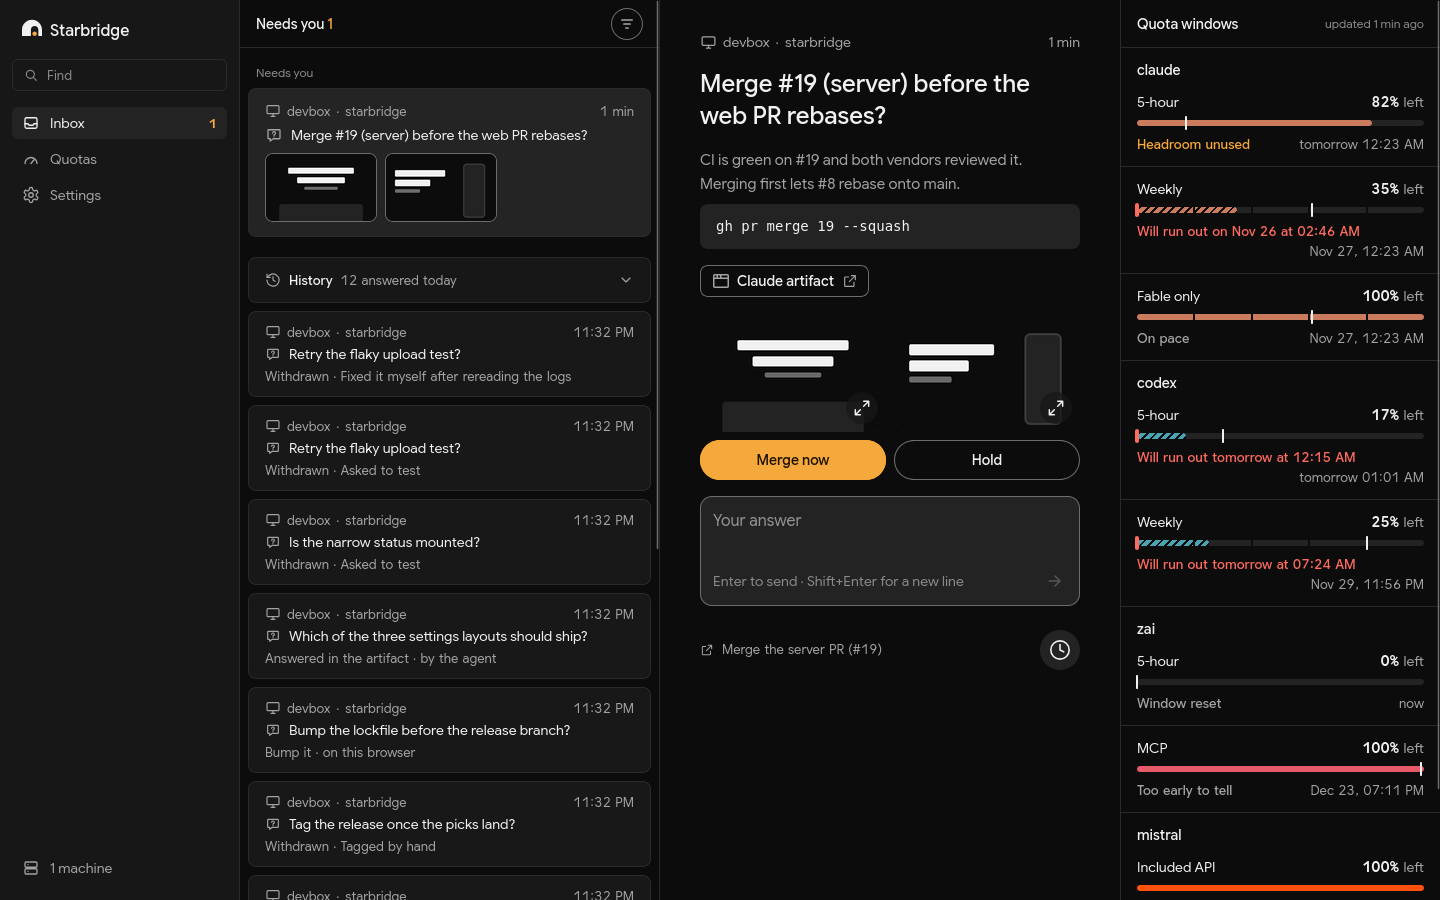 Starbridge
Find
Inbox 1
Quotas
Settings
1 machine
Needs you 1
Needs you
devbox · starbridge 1 min
Merge #19 (server) before the web PR rebases?
History 12 answered today
devbox · starbridge 11:32 PM
Retry the flaky upload test?
Withdrawn · Fixed it myself after rereading the logs
devbox · starbridge 11:32 PM
Retry the flaky upload test?
Withdrawn · Asked to test
devbox · starbridge 11:32 PM
Is the narrow status mounted?
Withdrawn · Asked to test
devbox · starbridge 11:32 PM
Which of the three settings layouts should ship?
Answered in the artifact · by the agent
devbox · starbridge 11:32 PM
Bump the lockfile before the release branch?
Bump it · on this browser
devbox · starbridge 11:32 PM
Tag the release once the picks land?
Withdrawn · Tagged by hand
devbox · starbridge 11:32 PM
devbox · starbridge 1 min
Merge #19 (server) before the
web PR rebases?
CI is green on #19 and both vendors reviewed it.
Merging first lets #8 rebase onto main.
gh pr merge 19 --squash
Claude artifact
Merge now
Hold
Your answer
Enter to send · Shift+Enter for a new line
Merge the server PR (#19)
Quota windows updated 1 min ago
claude
5-hour 82% left
Headroom unused tomorrow 12:23 AM
Weekly 35% left
Will run out on Nov 26 at 02:46 AM
Nov 27, 12:23 AM
Fable only 100% left
On pace Nov 27, 12:23 AM
codex
5-hour 17% left
Will run out tomorrow at 12:15 AM
tomorrow 01:01 AM
Weekly 25% left
Will run out tomorrow at 07:24 AM
Nov 29, 11:56 PM
zai
5-hour 0% left
Window reset now
MCP 100% left
Too early to tell Dec 23, 07:11 PM
mistral
Included API 100% left